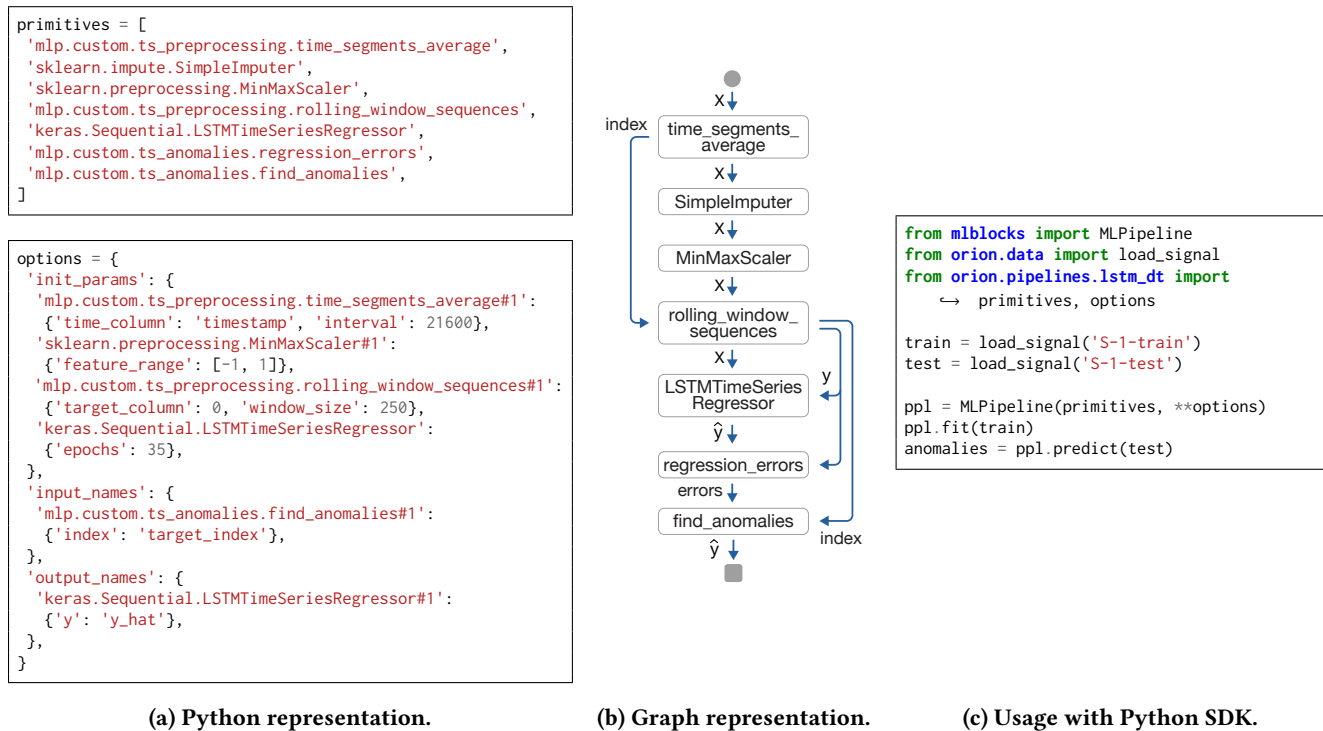 primitives = [
'mlp.custom.ts_preprocessing.time_segments_average',
'sklearn.impute.SimpleImputer',
'sklearn.preprocessing.MinMaxScaler',
'mlp.custom.ts_preprocessing.rolling_window_sequences',
'keras.Sequential.LSTMTimeSeriesRegressor',
'mlp.custom.ts_anomalies.regression_errors',
'mlp.custom.ts_anomalies.find_anomalies',
]
options = {
'init_params': {
'mlp.custom.ts_preprocessing.time_segments_average#1':
{'time_column': 'timestamp', 'interval': 21600},
'sklearn.preprocessing.MinMaxScaler#1':
{'feature_range': [-1, 1]},
'mlp.custom.ts_preprocessing.rolling_window_sequences#1':
{'target_column': 0, 'window_size': 250},
'keras.Sequential.LSTMTimeSeriesRegressor':
{'epochs': 35},
},
'input_names': {
'mlp.custom.ts_anomalies.find_anomalies#1':
{'index': 'target_index'},
},
'output_names': {
'keras.Sequential.LSTMTimeSeriesRegressor#1':
{'y': 'y_hat'},
},
}
(a) Python representation.
X
index
time_segments_
average
X
SimpleImputer
X
MinMaxScaler
X
rolling_window_
sequences
X
y
LSTMTimeSeries
Regressor
ŷ
regression_errors
errors
find_anomalies
index
ŷ
(b) Graph representation.
from mlblocks import MLPipeline
from orion.data import load_signal
from orion.pipelines.lstm_dt import
↪ primitives, options
train = load_signal('S-1-train')
test = load_signal('S-1-test')
ppl = MLPipeline(primitives, **options)
ppl.fit(train)
anomalies = ppl.predict(test)
(c) Usage with Python SDK.